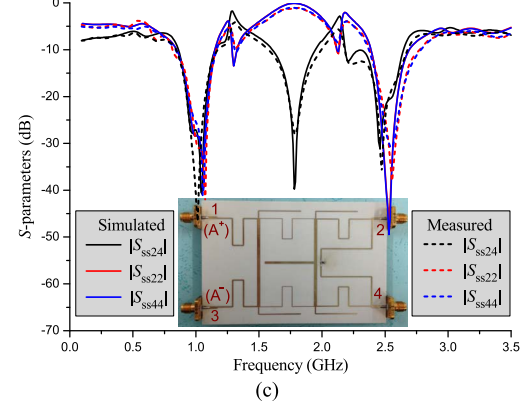 0
-10
-20
-30
-40
-50
-60
-70
S-parameters (dB)
Simulated
|Sss24|
|Sss22|
|Sss44|
1
(A+)
2
(A-)
3
4
Measured
|Sss24|
|Sss22|
|Sss44|
0.0 0.5 1.0 1.5 2.0 2.5 3.0 3.5
Frequency (GHz)
(c)